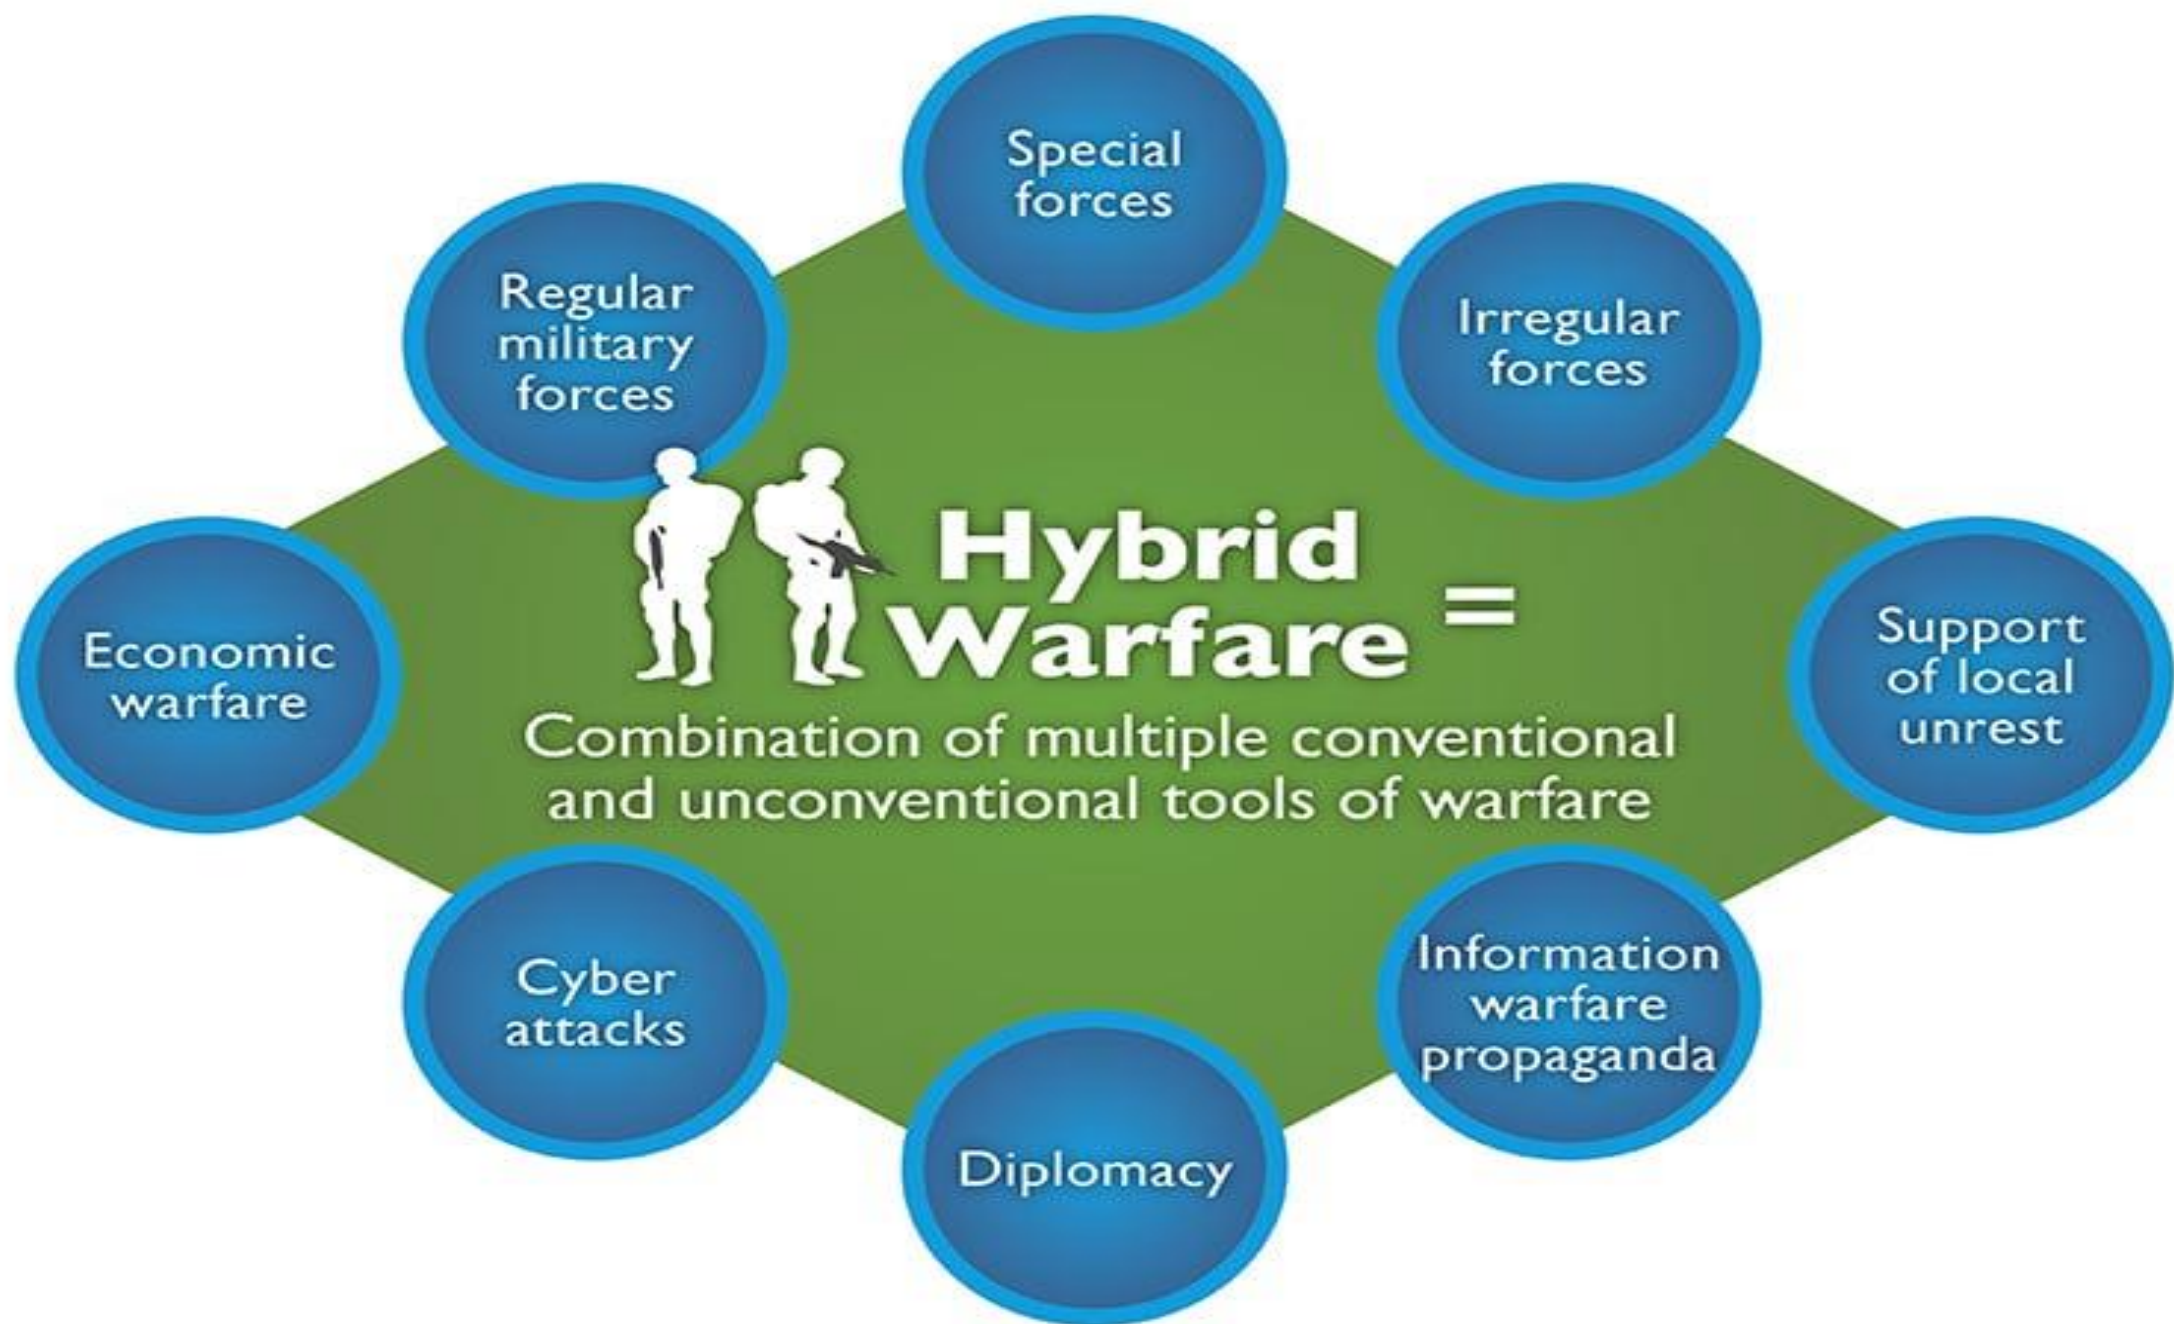 Special
forces
Regular
military
forces
Irregular
forces
Hybrid
Warfare =
Combination of multiple conventional
and unconventional tools of warfare
Economic
warfare
Support
of local
unrest
Cyber
attacks
Information
warfare
propaganda
Diplomacy